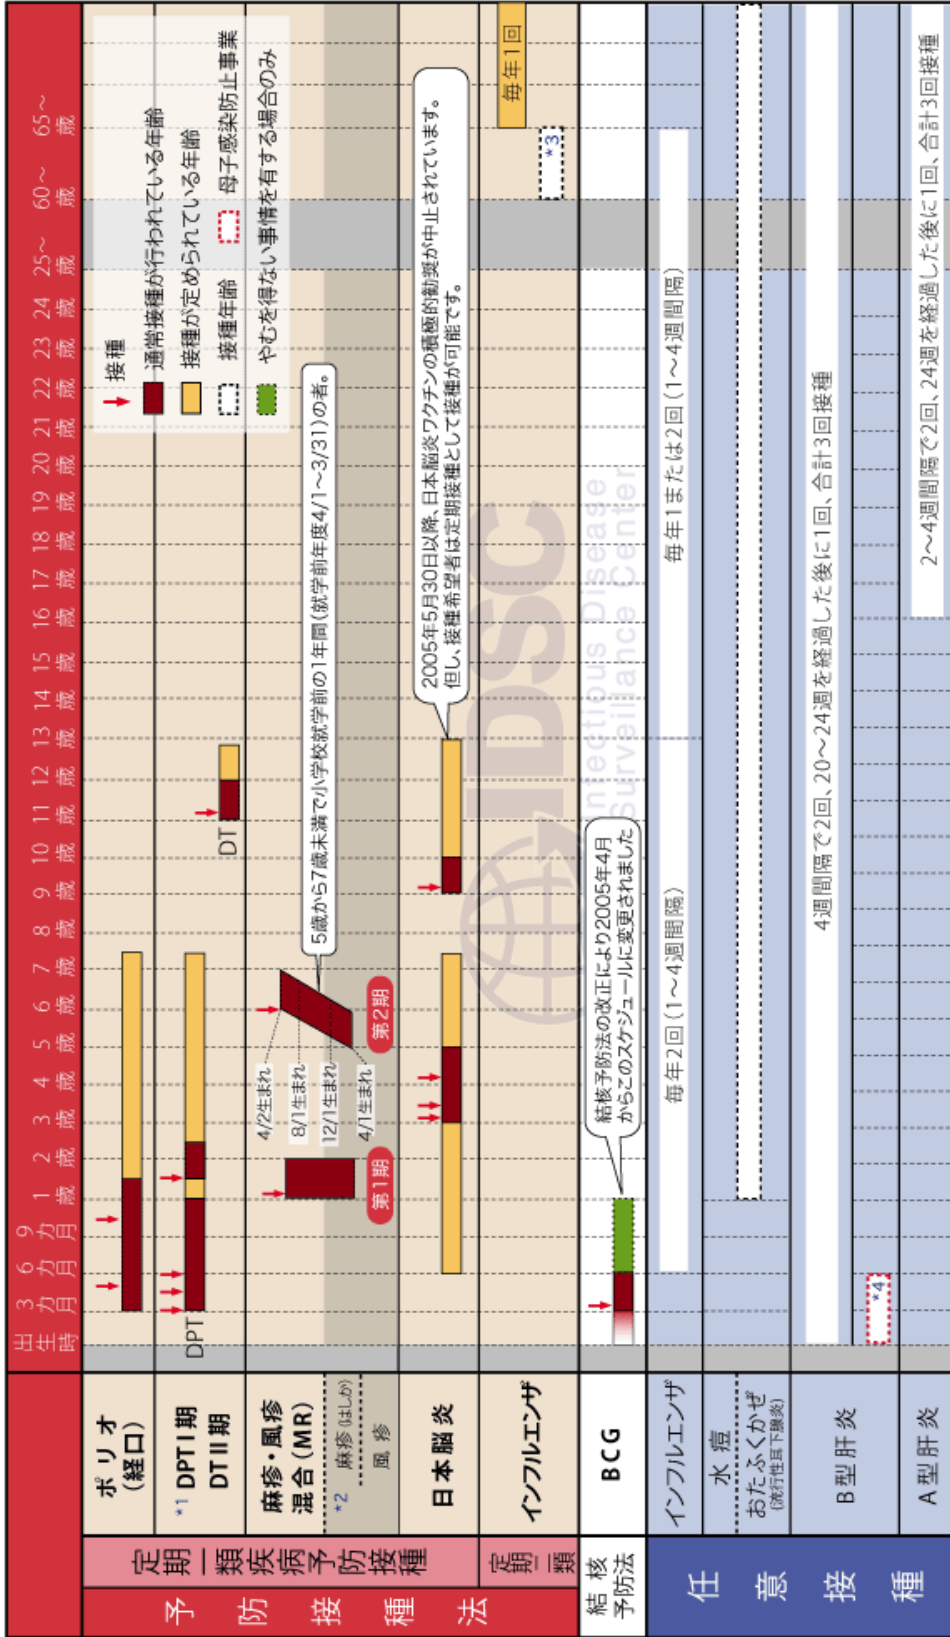 出生時
3カ月
6カ月
9カ月
1歳
2歳
3歳
4歳
5歳
6歳
7歳
8歳
9歳
10歳
11歳
12歳
13歳
14歳
15歳
16歳
17歳
18歳
19歳
20歳
21歳
22歳
23歳
24歳
25～歳
60～歳
65～歳
接種
通常接種が行われている年齢
接種が定められている年齢
接種年齢
母子感染防止事業
やむを得ない事情を有する場合のみ
予防接種法
定期一類疾病予防接種
ポリオ
(経口)
*1 DPTⅠ期
DTⅡ期
DPT
DT
麻疹・風疹
混合(MR)
*2 麻疹(はしか)
風疹
第1期
4/2生まれ
8/1生まれ
12/1生まれ
4/1生まれ
第2期
5歳から7歳未満で小学校就学前の1年間(就学前年度4/1～3/31)の者。
日本脳炎
2005年5月30日以降、日本脳炎ワクチンの積極的勧奨が中止されています。
但し、接種希望者は定期接種として接種が可能です。
定期二類
インフルエンザ
毎年1回
*3
IDSC
Infectious Disease
Surveillance Center
結核
予防法
BCG
結核予防法の改正により2005年4月
からこのスケジュールに変更されました
任意接種
インフルエンザ
毎年2回(1～4週間隔)
毎年1または2回(1～4週間隔)
水痘
おたふくかぜ
(流行性耳下腺炎)
B型肝炎
4週間隔で2回、20～24週を経過した後に1回、合計3回接種
*4
A型肝炎
2～4週間隔で2回、24週を経過した後に1回、合計3回接種